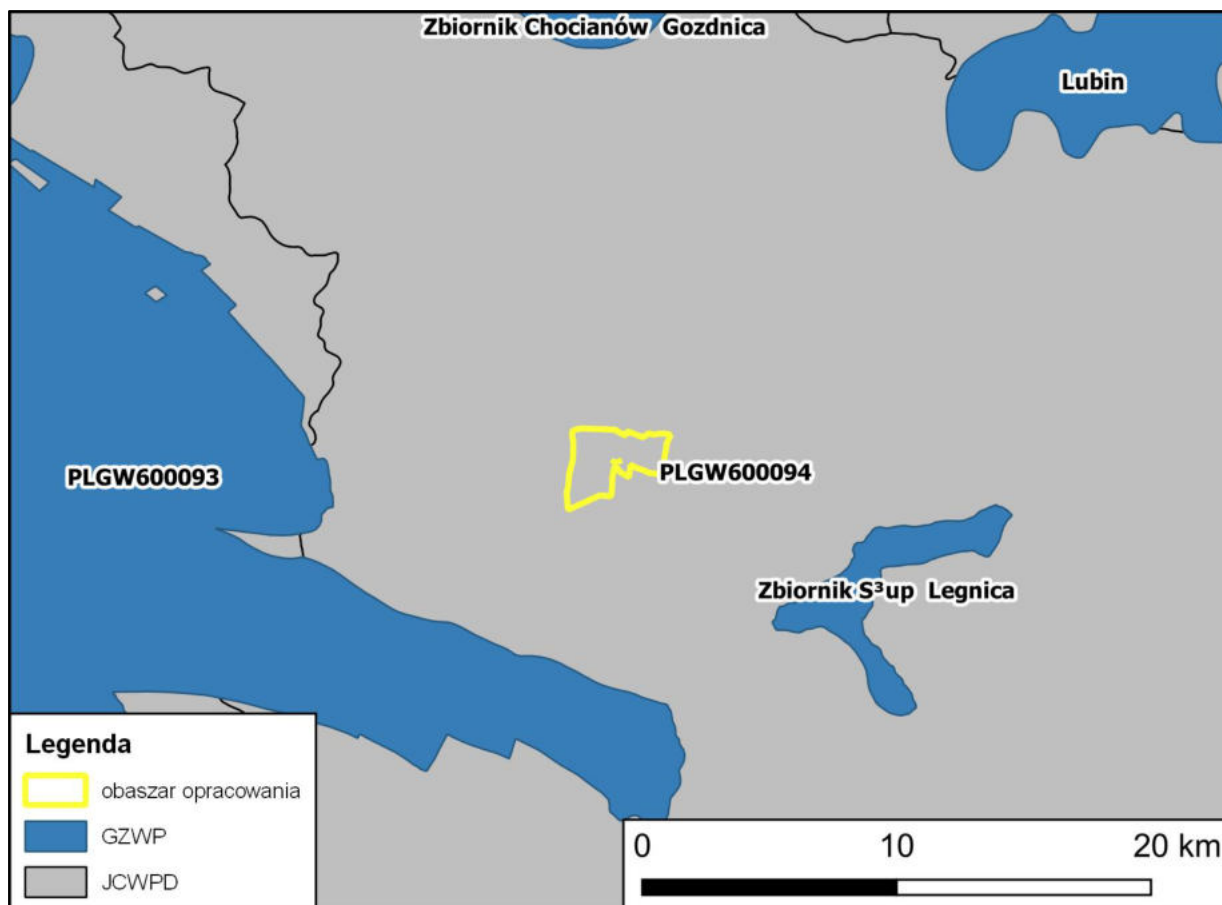 Zbiornik Chocianów Gozdnica
Lubin
PLGW600093
PLGW600094
Zbiornik S³up Legnica
Legenda
obaszar opracowania
GZWP
JCWPD
0 10 20 km